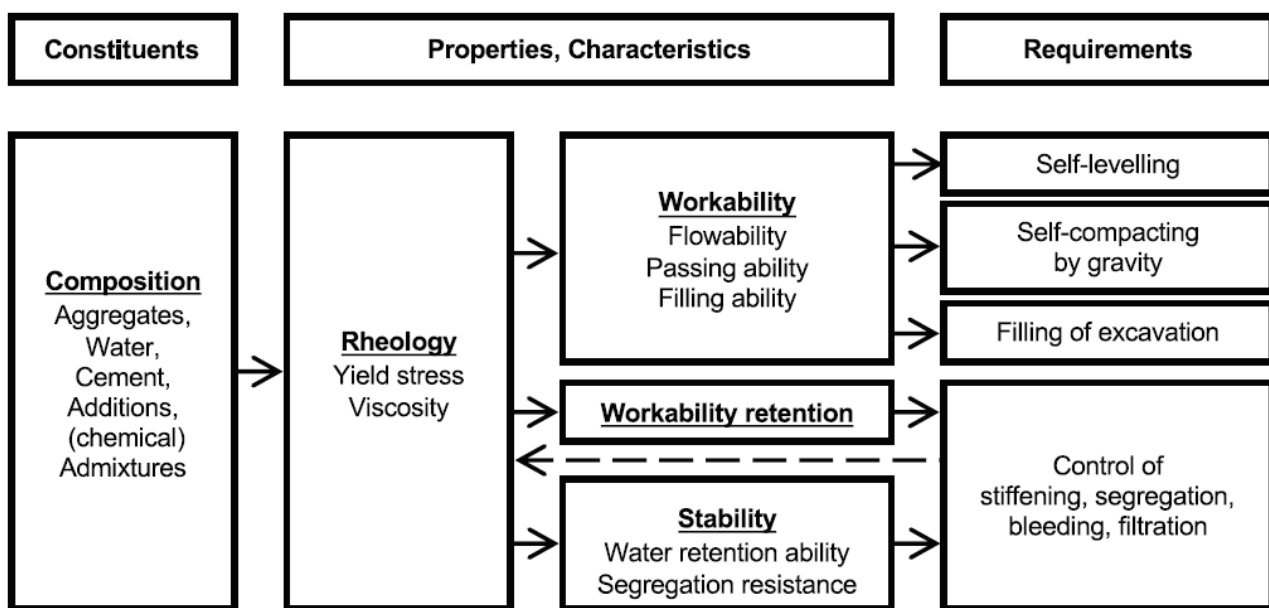 Constituents
Properties, Characteristics
Requirements
Composition
Aggregates,
Water,
Cement,
Additions,
(chemical)
Admixtures
Rheology
Yield stress
Viscosity
Workability
Flowability
Passing ability
Filling ability
Workability retention
Stability
Water retention ability
Segregation resistance
Self-levelling
Self-compacting
by gravity
Filling of excavation
Control of
stiffening, segregation,
bleeding, filtration